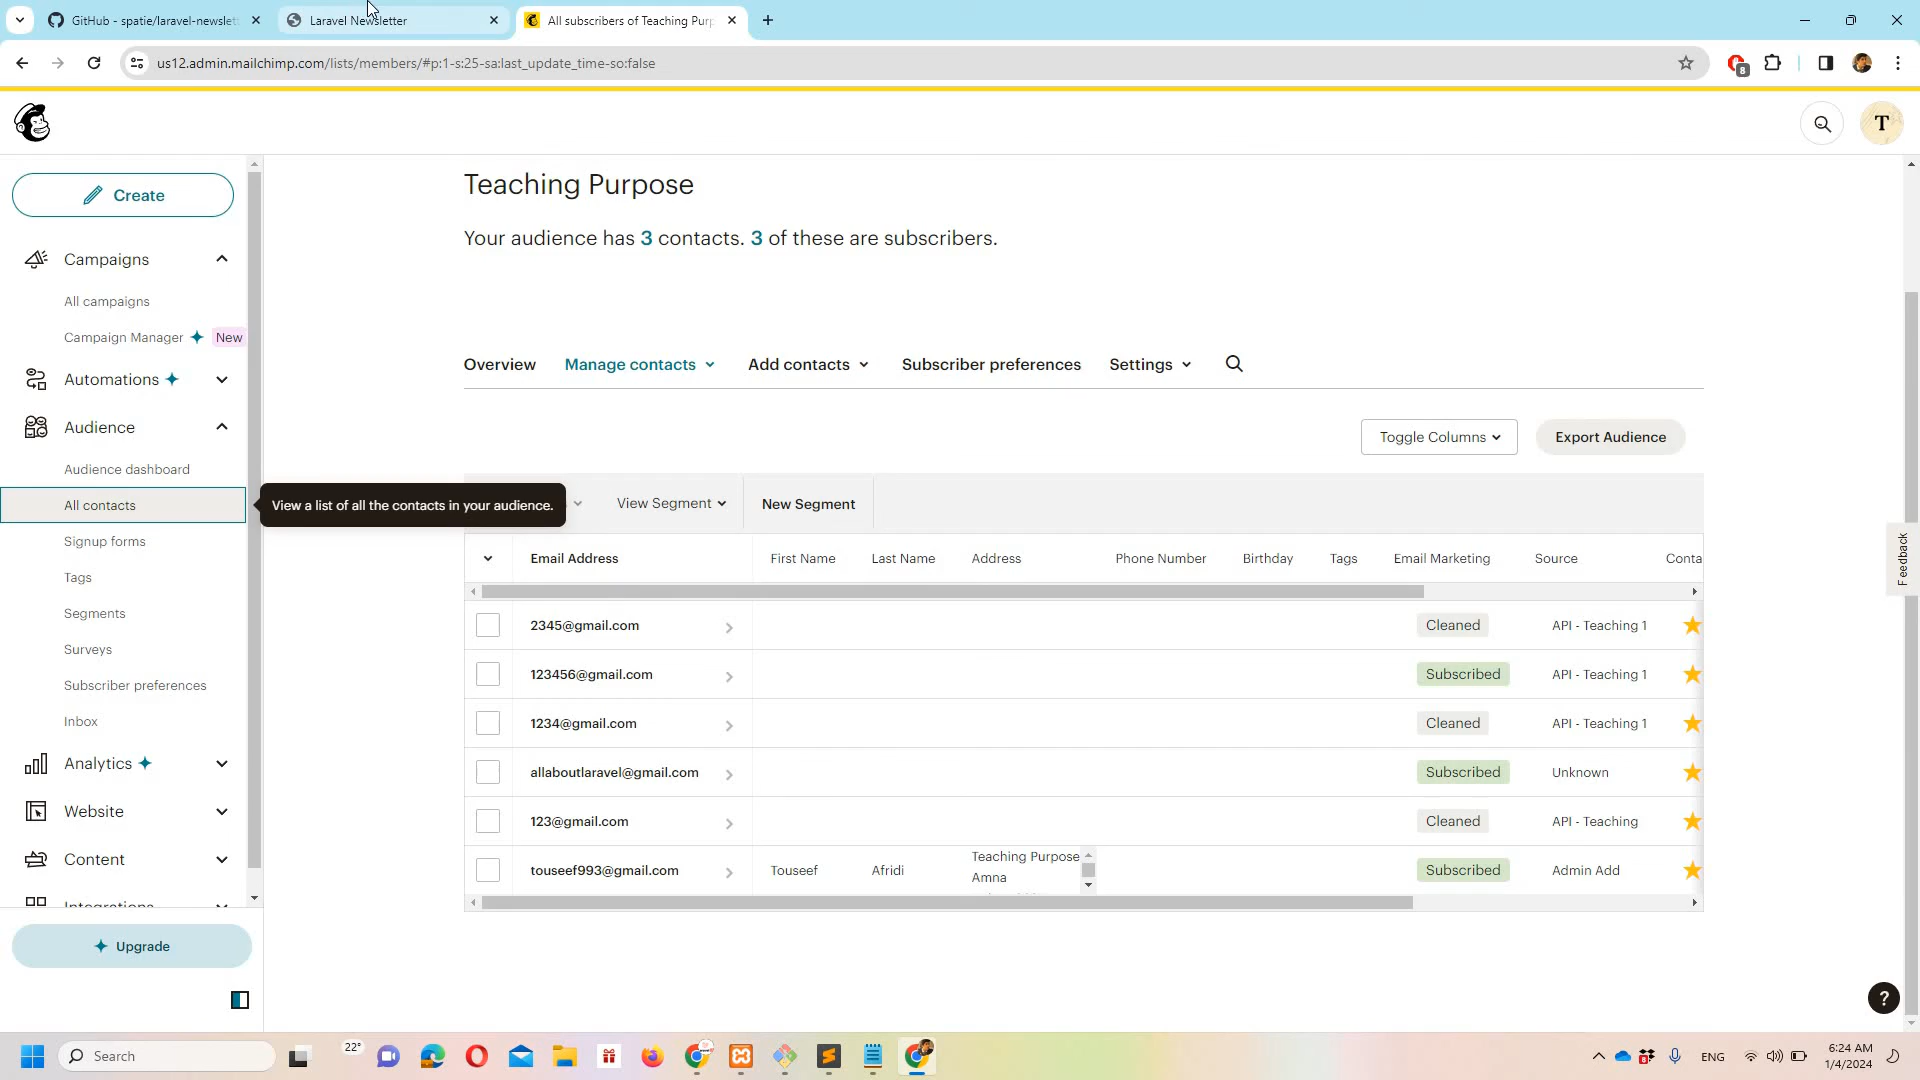 GitHub - spatie/laravel-newslet
Laravel Newsletter
All subscribers of Teaching Purp
us12.admin.mailchimp.com/lists/members/#p:1-s:25-sa:last_update_time-so:false
8
T
Create
Campaigns
All campaigns
Campaign Manager New
Automations
Audience
Audience dashboard
All contacts
Signup forms
Tags
Segments
Surveys
Subscriber preferences
Inbox
Analytics
Website
Content
Integrations
Upgrade
Teaching Purpose
Your audience has 3 contacts. 3 of these are subscribers.
Overview Manage contacts Add contacts Subscriber preferences Settings
Toggle Columns Export Audience
View a list of all the contacts in your audience.
View Segment New Segment
Email Address First Name Last Name Address Phone Number Birthday Tags Email Marketing Source Conta
2345@gmail.com Cleaned API - Teaching 1
123456@gmail.com Subscribed API - Teaching 1
1234@gmail.com Cleaned API - Teaching 1
allaboutlaravel@gmail.com Subscribed Unknown
123@gmail.com Cleaned API - Teaching
touseef993@gmail.com Touseef Afridi Teaching Purpose Subscribed Admin Add
Amna
Feedback
?
Search
22°
ENG
6:24 AM
1/4/2024